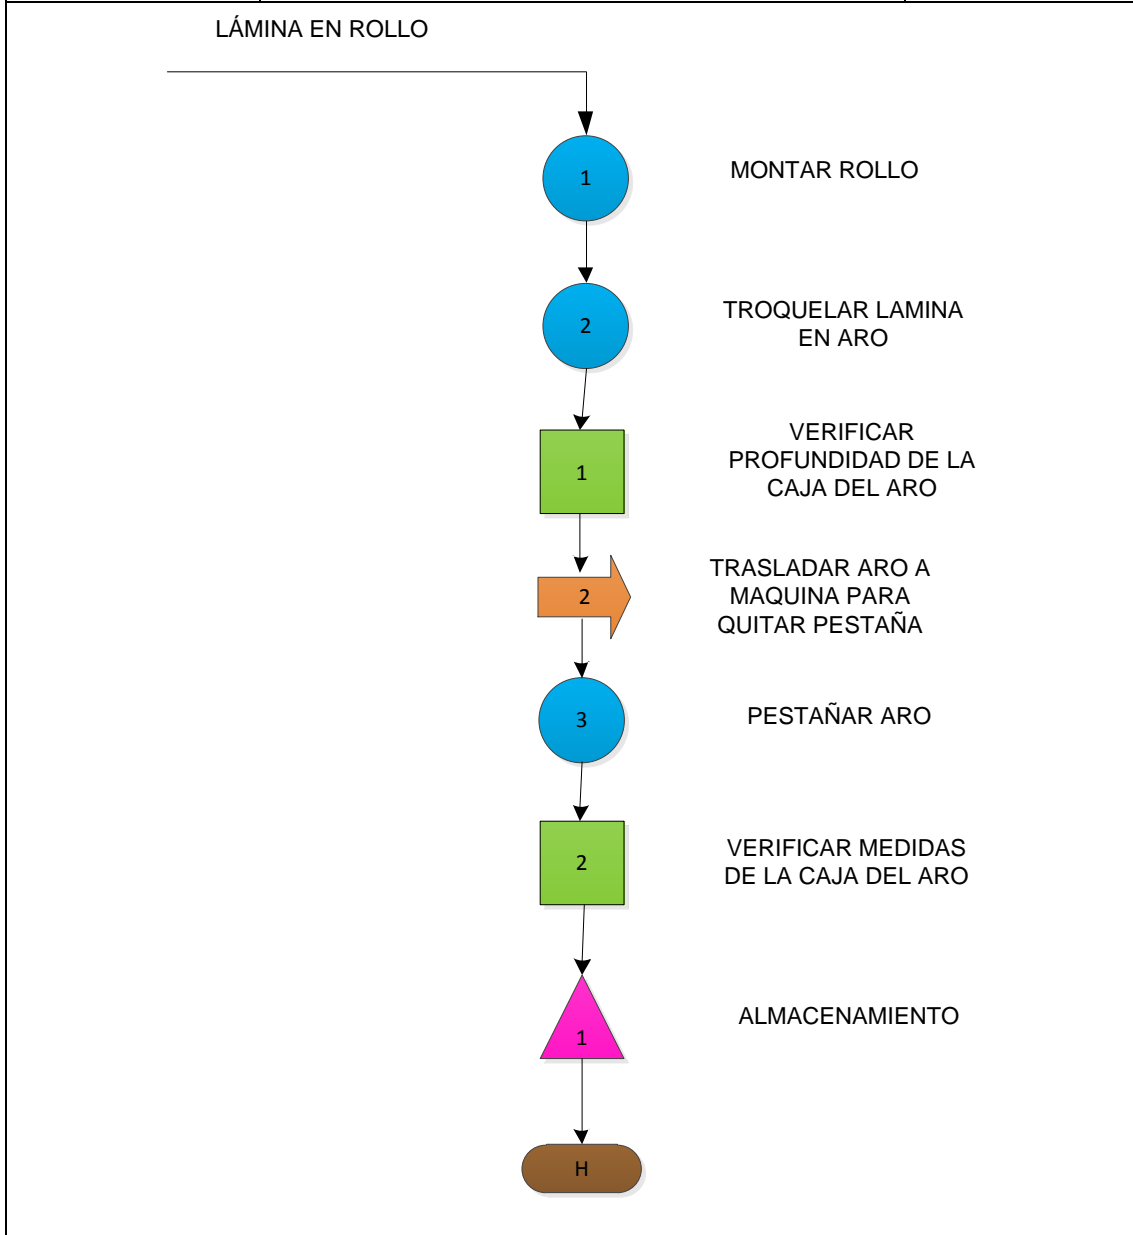 LÁMINA EN ROLLO
1
MONTAR ROLLO
2
TROQUELAR LAMINA
EN ARO
1
VERIFICAR
PROFUNDIDAD DE LA
CAJA DEL ARO
2
TRASLADAR ARO A
MAQUINA PARA
QUITAR PESTAÑA
3
PESTAÑAR ARO
2
VERIFICAR MEDIDAS
DE LA CAJA DEL ARO
1
ALMACENAMIENTO
H